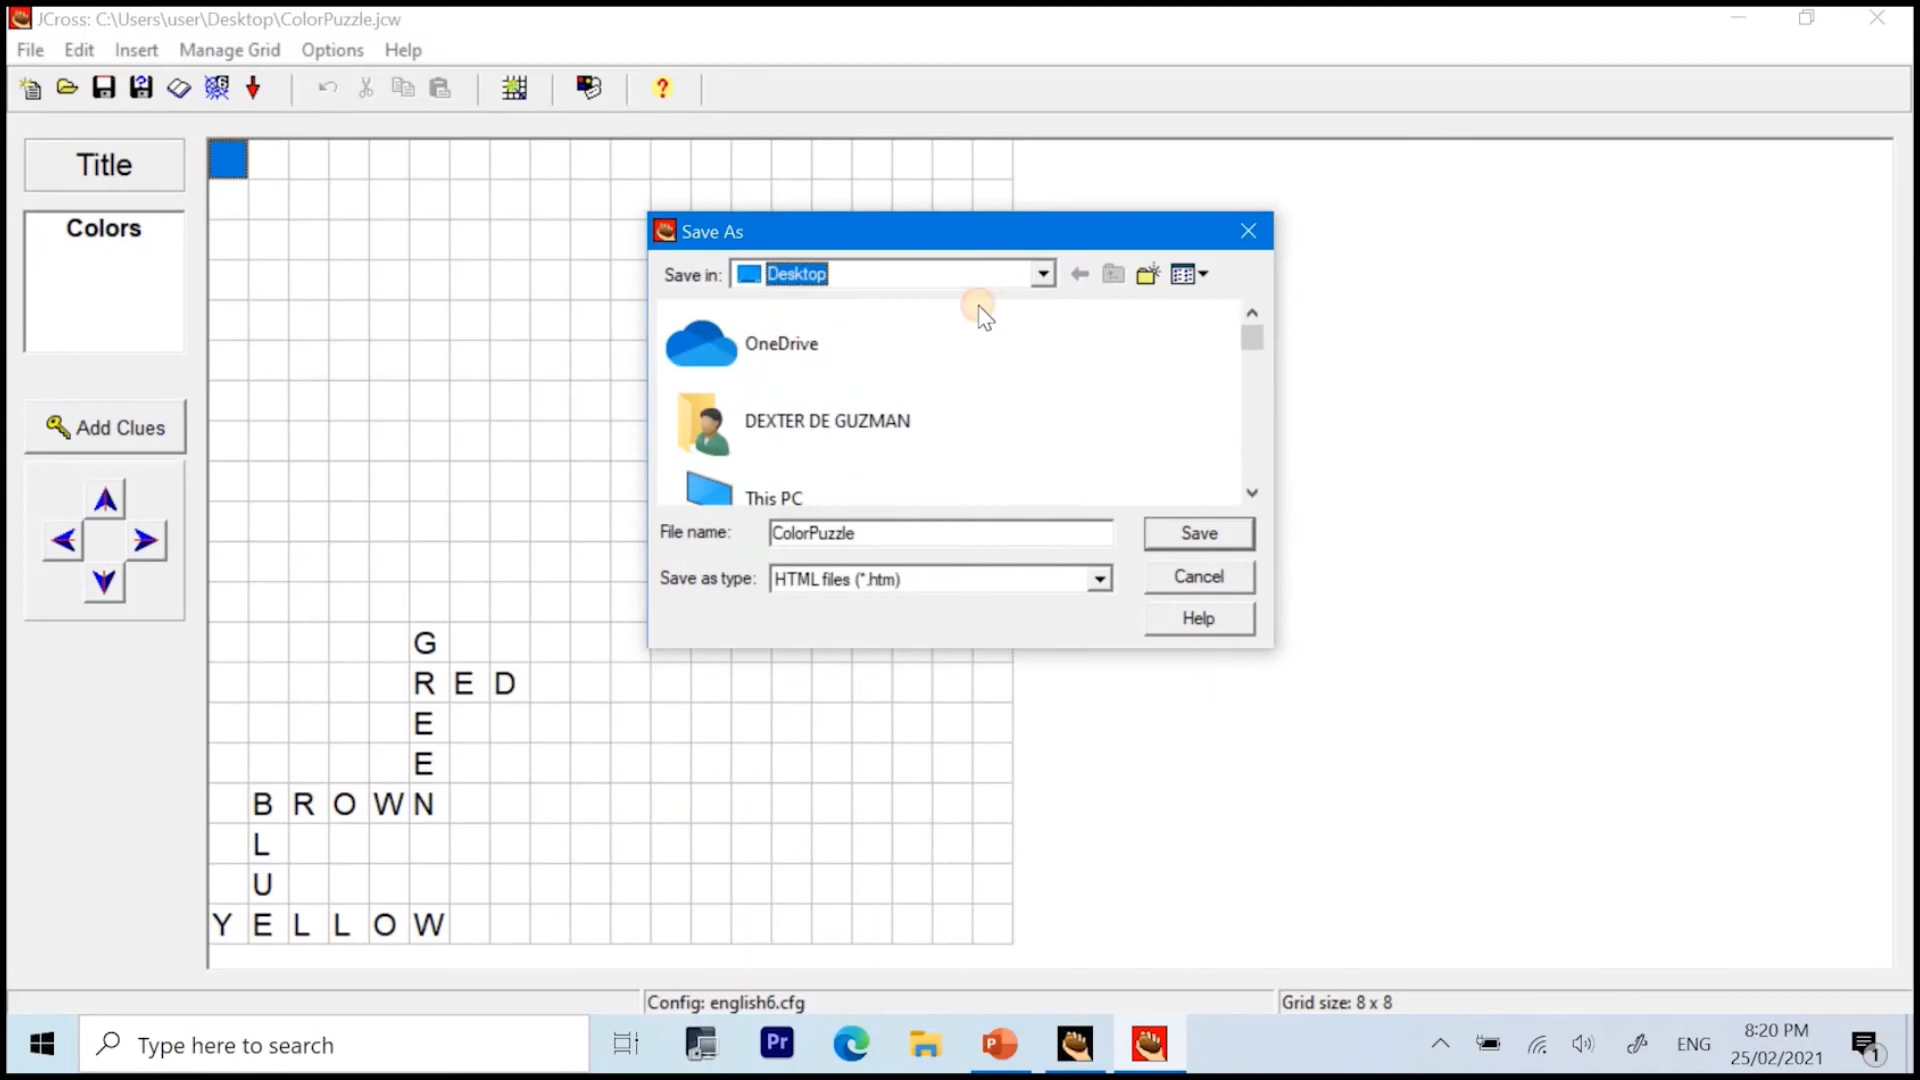 JCross: C:\Users\user\Desktop\ColorPuzzle.jcw
File Edit Insert Manage Grid Options Help
Title
Colors
Add Clues
Save As
Save in: Desktop
OneDrive
DEXTER DE GUZMAN
This PC
File name: ColorPuzzle Save
Save as type: HTML files (*.htm) Cancel
Help
G
R E D
E
E
B R O W N
L
U
Y E L L O W
Config: english6.cfg Grid size: 8 x 8
Type here to search Pr ENG 8:20 PM
25/02/2021 1